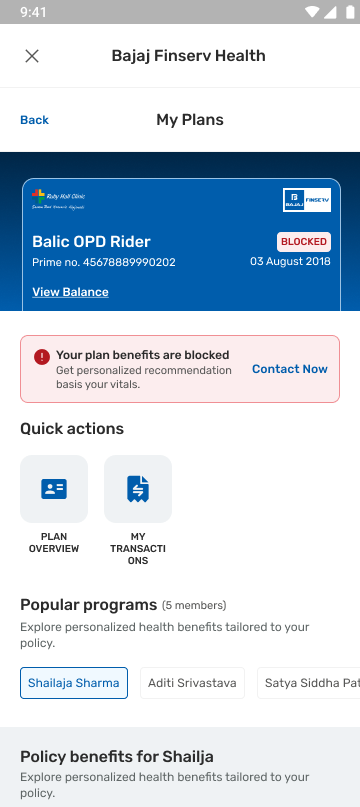 9:41
Bajaj Finserv Health
Back
My Plans
Ruby Hall Clinic
BAJAJ FINSERV
Balic OPD Rider
BLOCKED
Prime no. 45678889990202
03 August 2018
View Balance
Your plan benefits are blocked
Get personalized recommendation
basis your vitals.
Contact Now
Quick actions
PLAN
OVERVIEW
MY
TRANSACTI
ONS
Popular programs (5 members)
Explore personalized health benefits tailored to your
policy.
Shailaja Sharma
Aditi Srivastava
Satya Siddha Pat
Policy benefits for Shailja
Explore personalized health benefits tailored to your
policy.